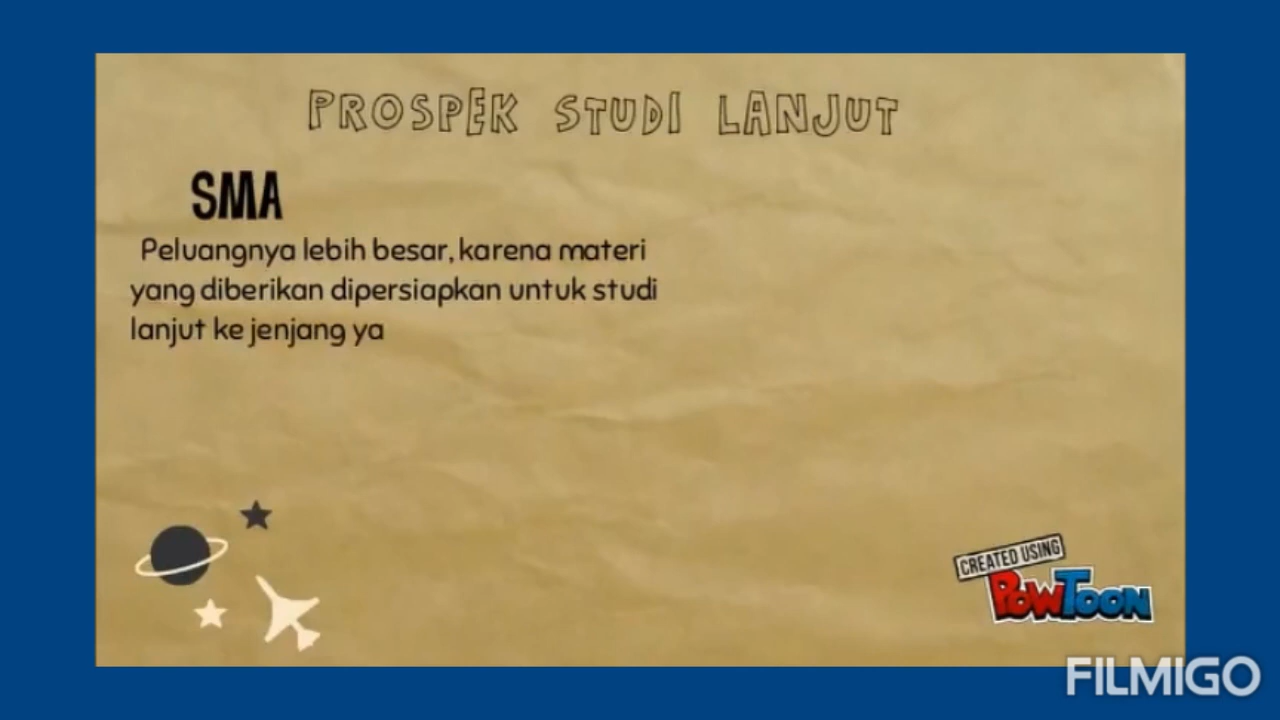 PROSPEK STUDI LANJUT
SMA
Peluangnya lebih besar, karena materi
yang diberikan dipersiapkan untuk studi
lanjut ke jenjang ya
CREATED USING
POWTOON
FILMIGO